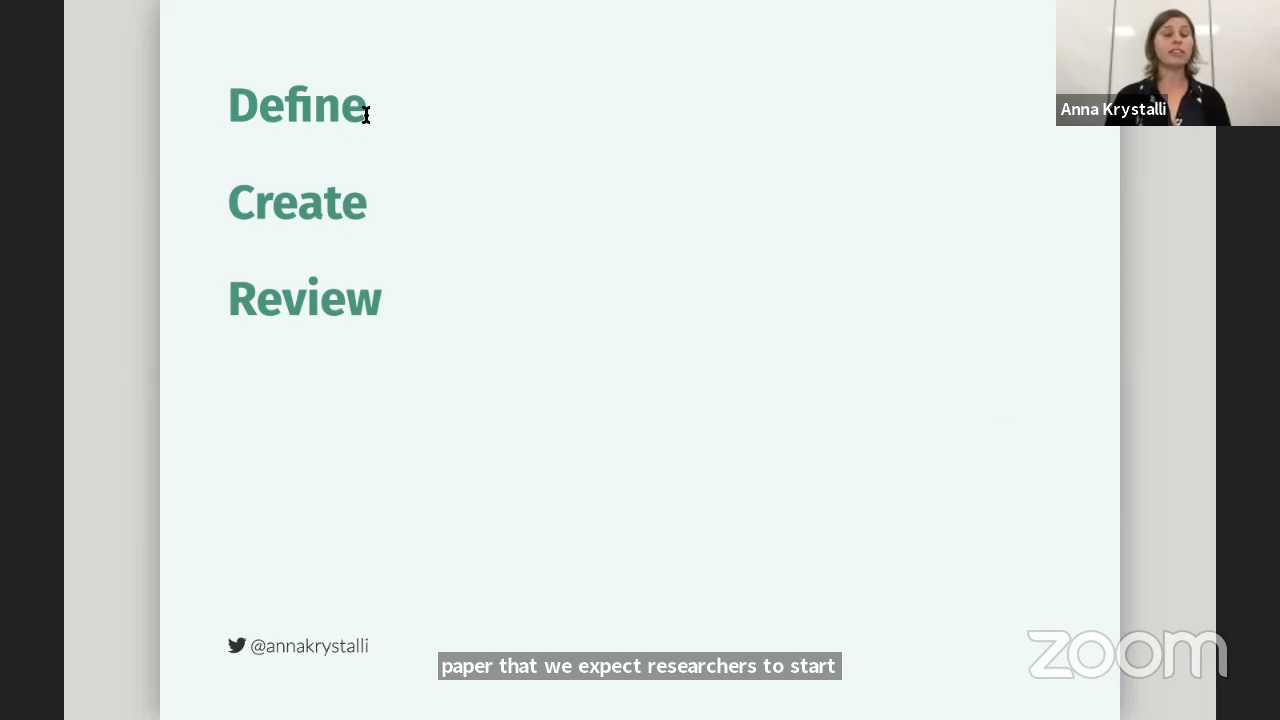 Define
Anna Krystalli
Create
Review
@annakrystalli
paper that we expect researchers to start
zoom